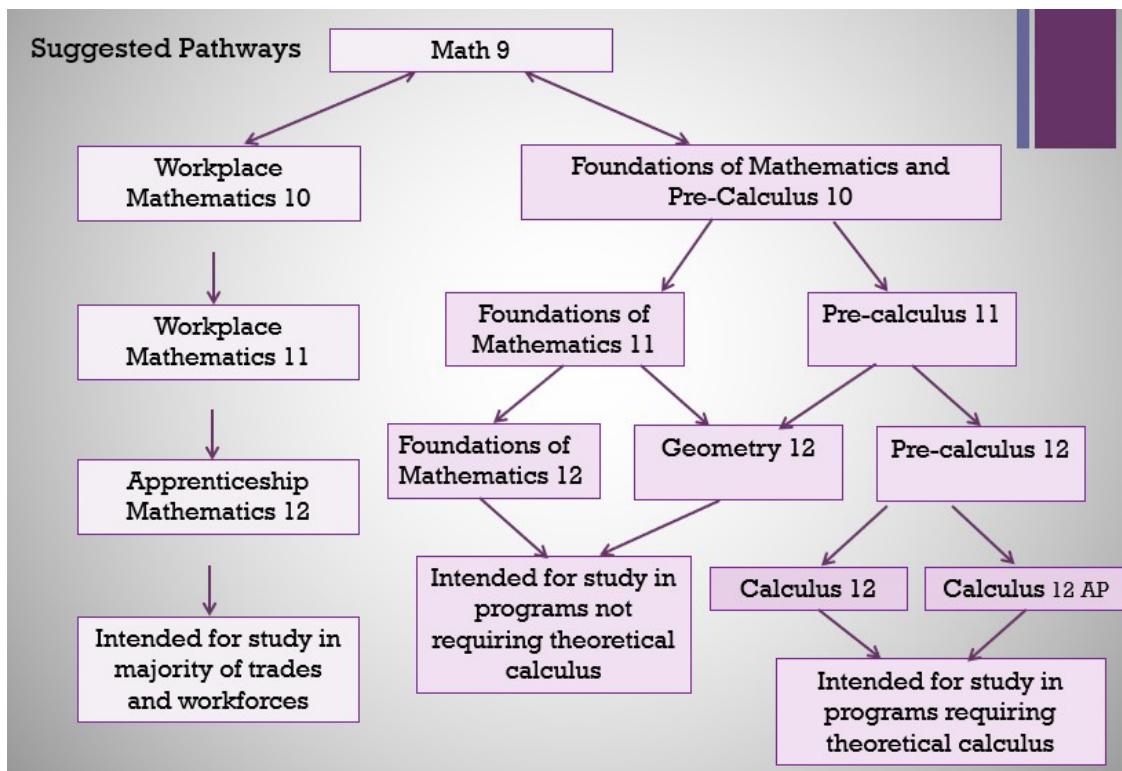 Suggested Pathways
Math 9
Workplace
Mathematics 10
Foundations of Mathematics and
Pre-Calculus 10
Workplace
Mathematics 11
Foundations of
Mathematics 11
Pre-calculus 11
Apprenticeship
Mathematics 12
Foundations of
Mathematics 12
Geometry 12
Pre-calculus 12
Intended for study in
majority of trades
and workforces
Intended for study in
programs not
requiring theoretical
calculus
Calculus 12
Calculus 12 AP
Intended for study in
programs requiring
theoretical calculus